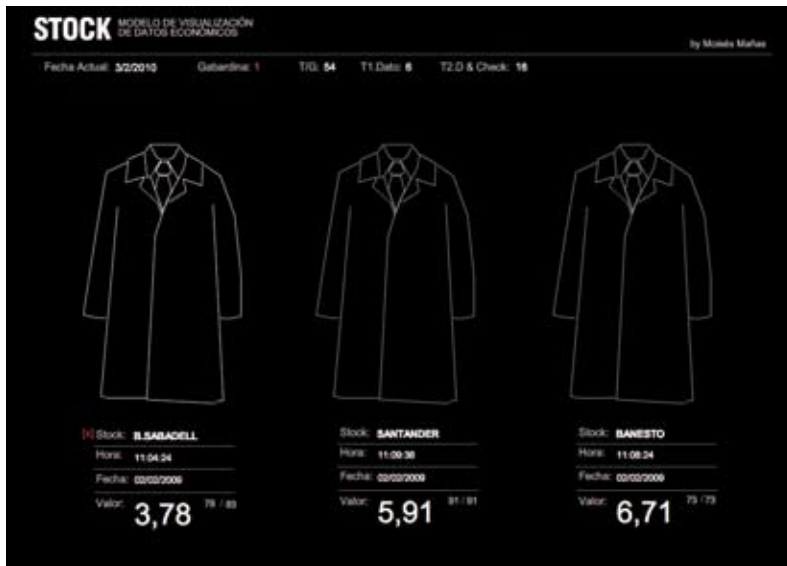 STOCK MODELO DE VISUALIZACIÓN
DE DATOS ECONÓMICOS
by Moisés Mañas
Fecha Actual: 3/2/2010 Gabardina: 1 T/G: 54 T1.Dato: 6 T2.D & Check: 16
[x] Stock: B.SABADELL
Hora: 11:04:24
Fecha: 02/02/2009
Valor: 3,78 79 / 83
Stock: SANTANDER
Hora: 11:09:38
Fecha: 02/02/2009
Valor: 5,91 91 / 91
Stock: BANESTO
Hora: 11:08:24
Fecha: 02/02/2009
Valor: 6,71 73 / 73